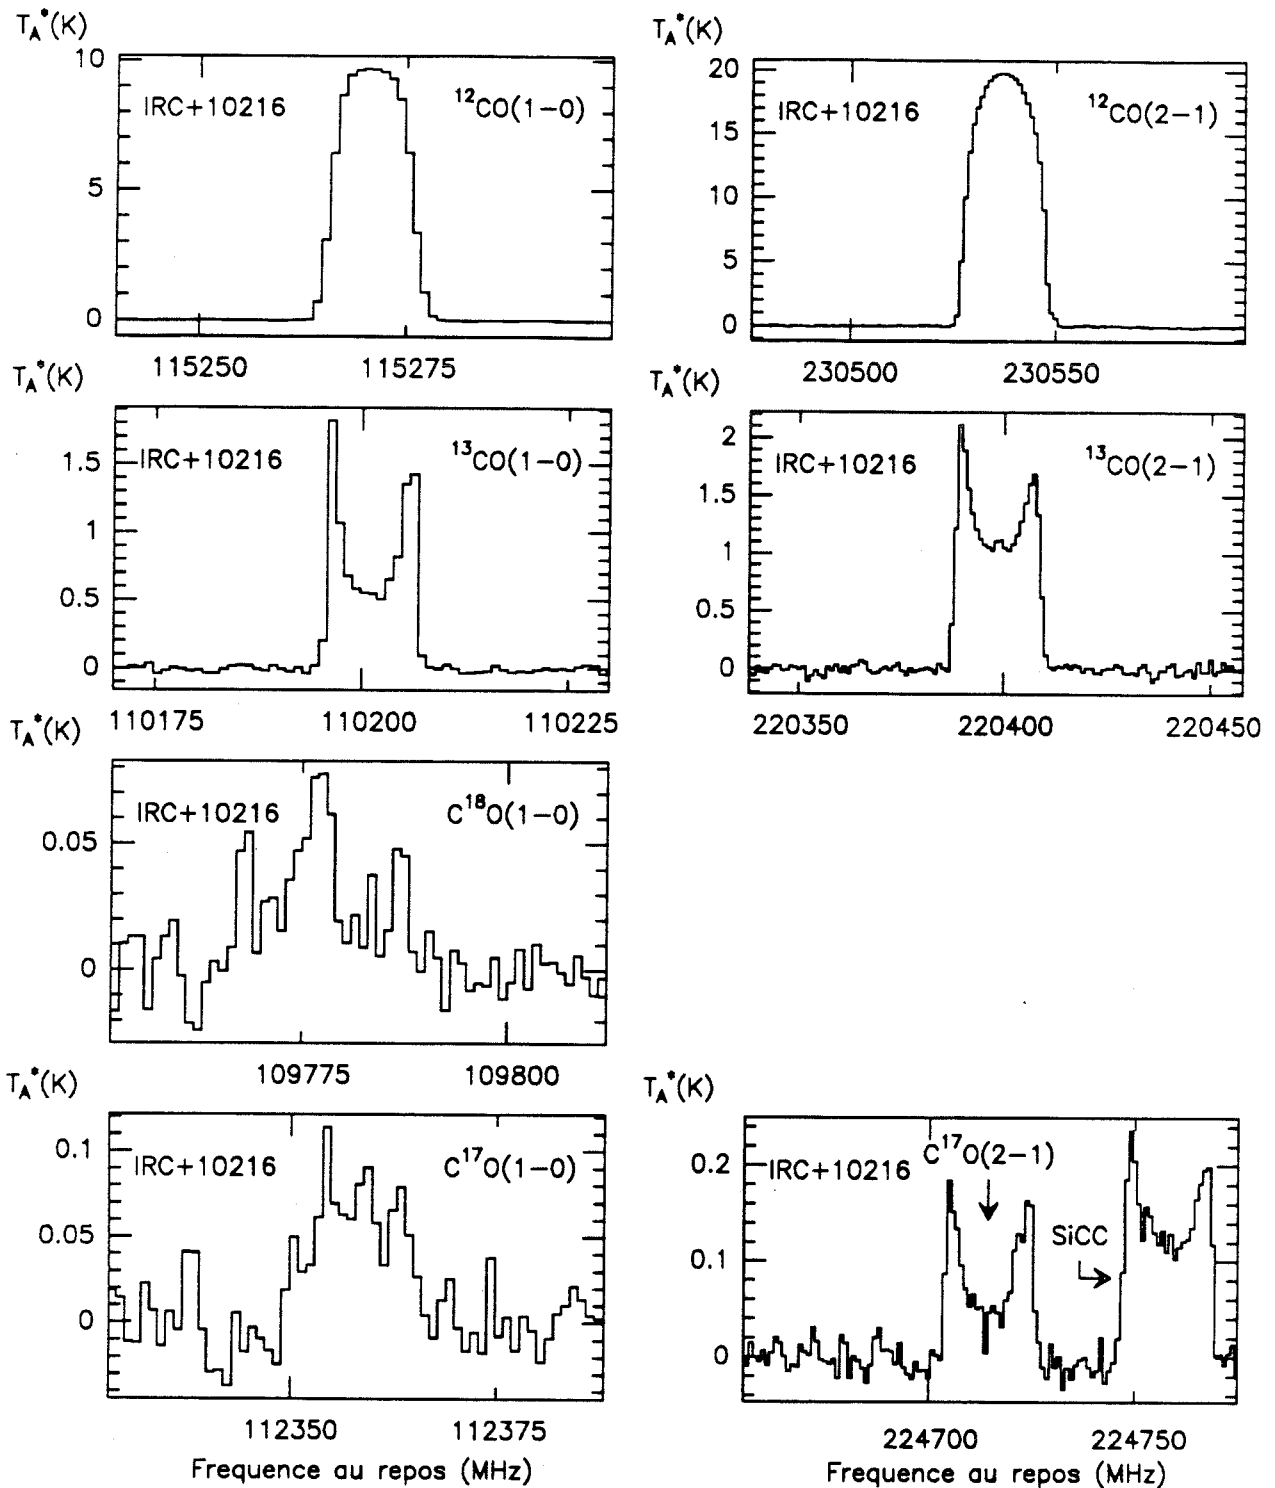 T_A*(K)
IRC+10216
¹²CO(1−0)
10
5
0
115250
115275
T_A*(K)
IRC+10216
¹²CO(2−1)
20
15
10
5
0
230500
230550
T_A*(K)
IRC+10216
¹³CO(1−0)
1.5
1
0.5
0
110175
110200
110225
T_A*(K)
IRC+10216
¹³CO(2−1)
2
1.5
1
0.5
0
220350
220400
220450
T_A*(K)
IRC+10216
C¹⁸O(1−0)
0.05
0
109775
109800
T_A*(K)
IRC+10216
C¹⁷O(1−0)
0.1
0.05
0
112350
112375
Frequence au repos (MHz)
T_A*(K)
IRC+10216
C¹⁷O(2−1)
SiCC
0.2
0.1
0
224700
224750
Frequence au repos (MHz)